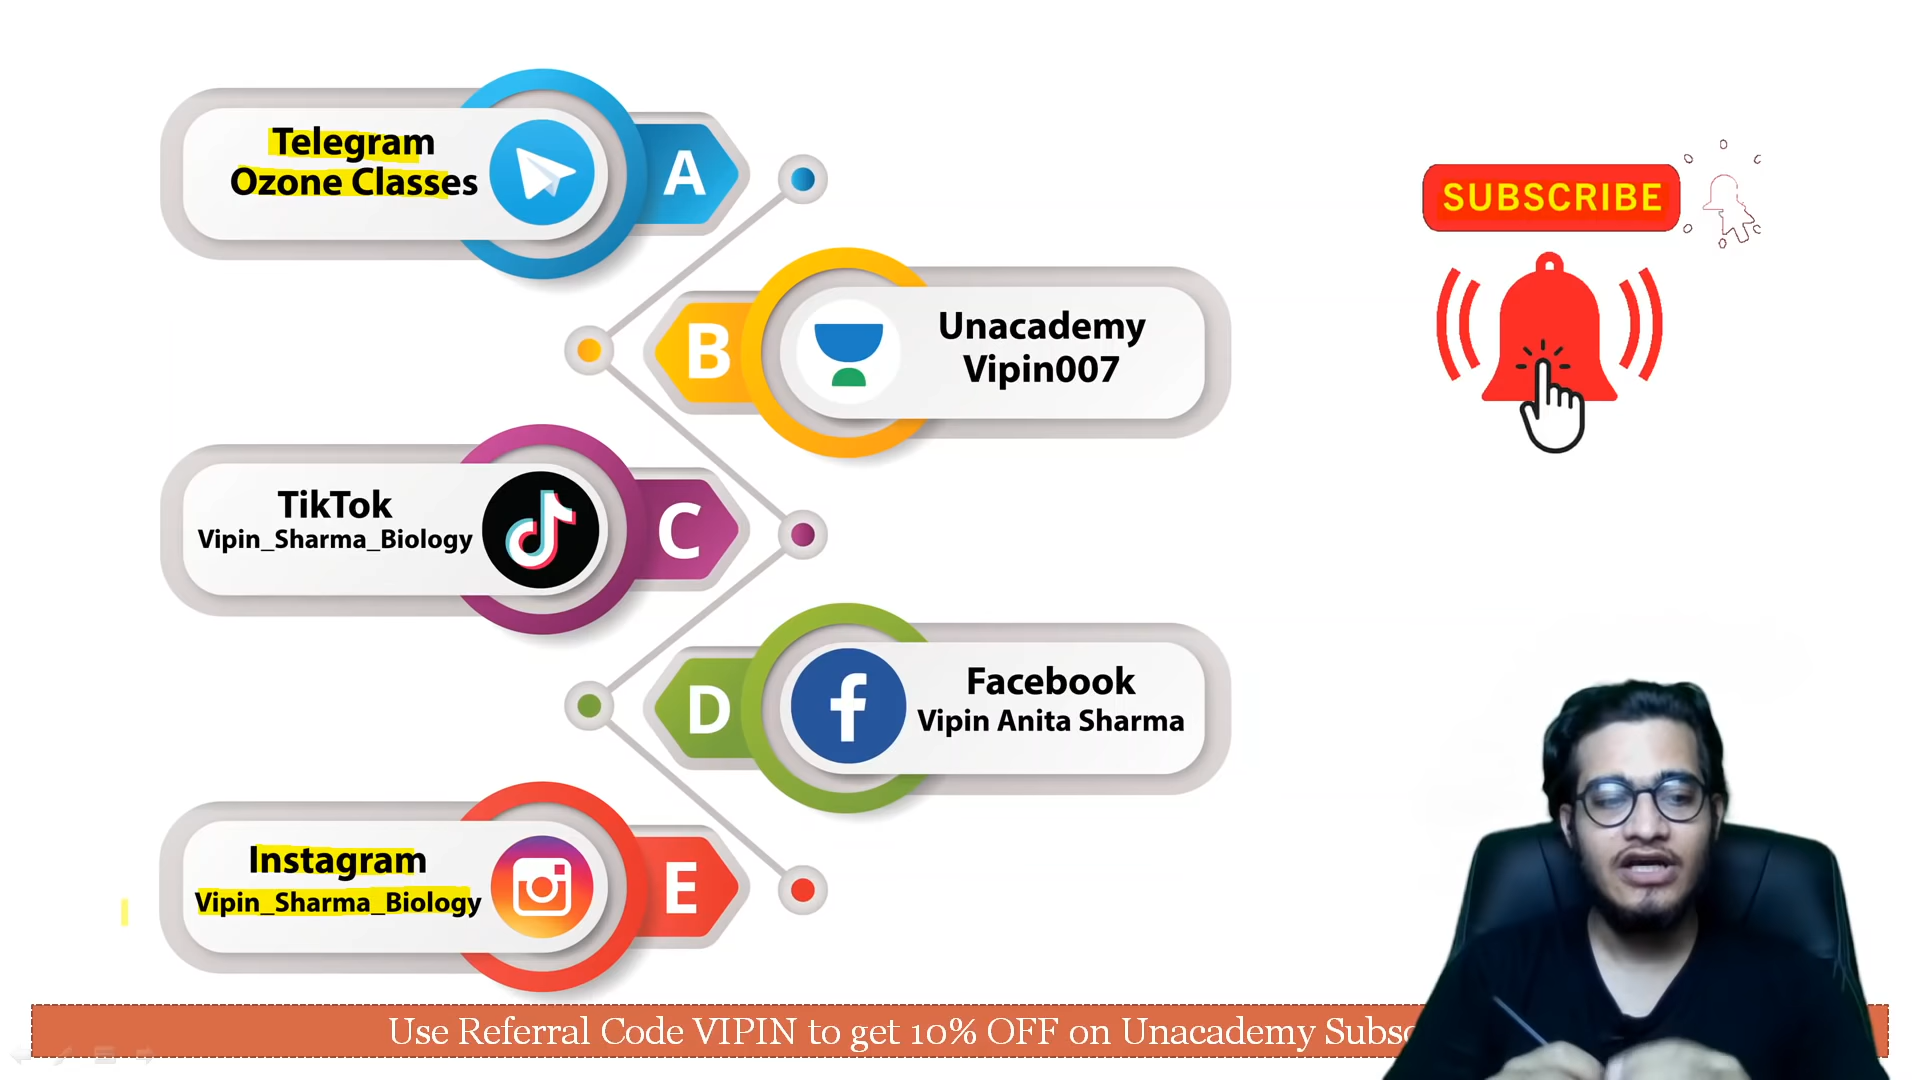 Telegram
Ozone Classes
A
SUBSCRIBE
B
Unacademy
Vipin007
TikTok
Vipin_Sharma_Biology
C
D
Facebook
Vipin Anita Sharma
Instagram
Vipin_Sharma_Biology
E
Use Referral Code VIPIN to get 10% OFF on Unacademy